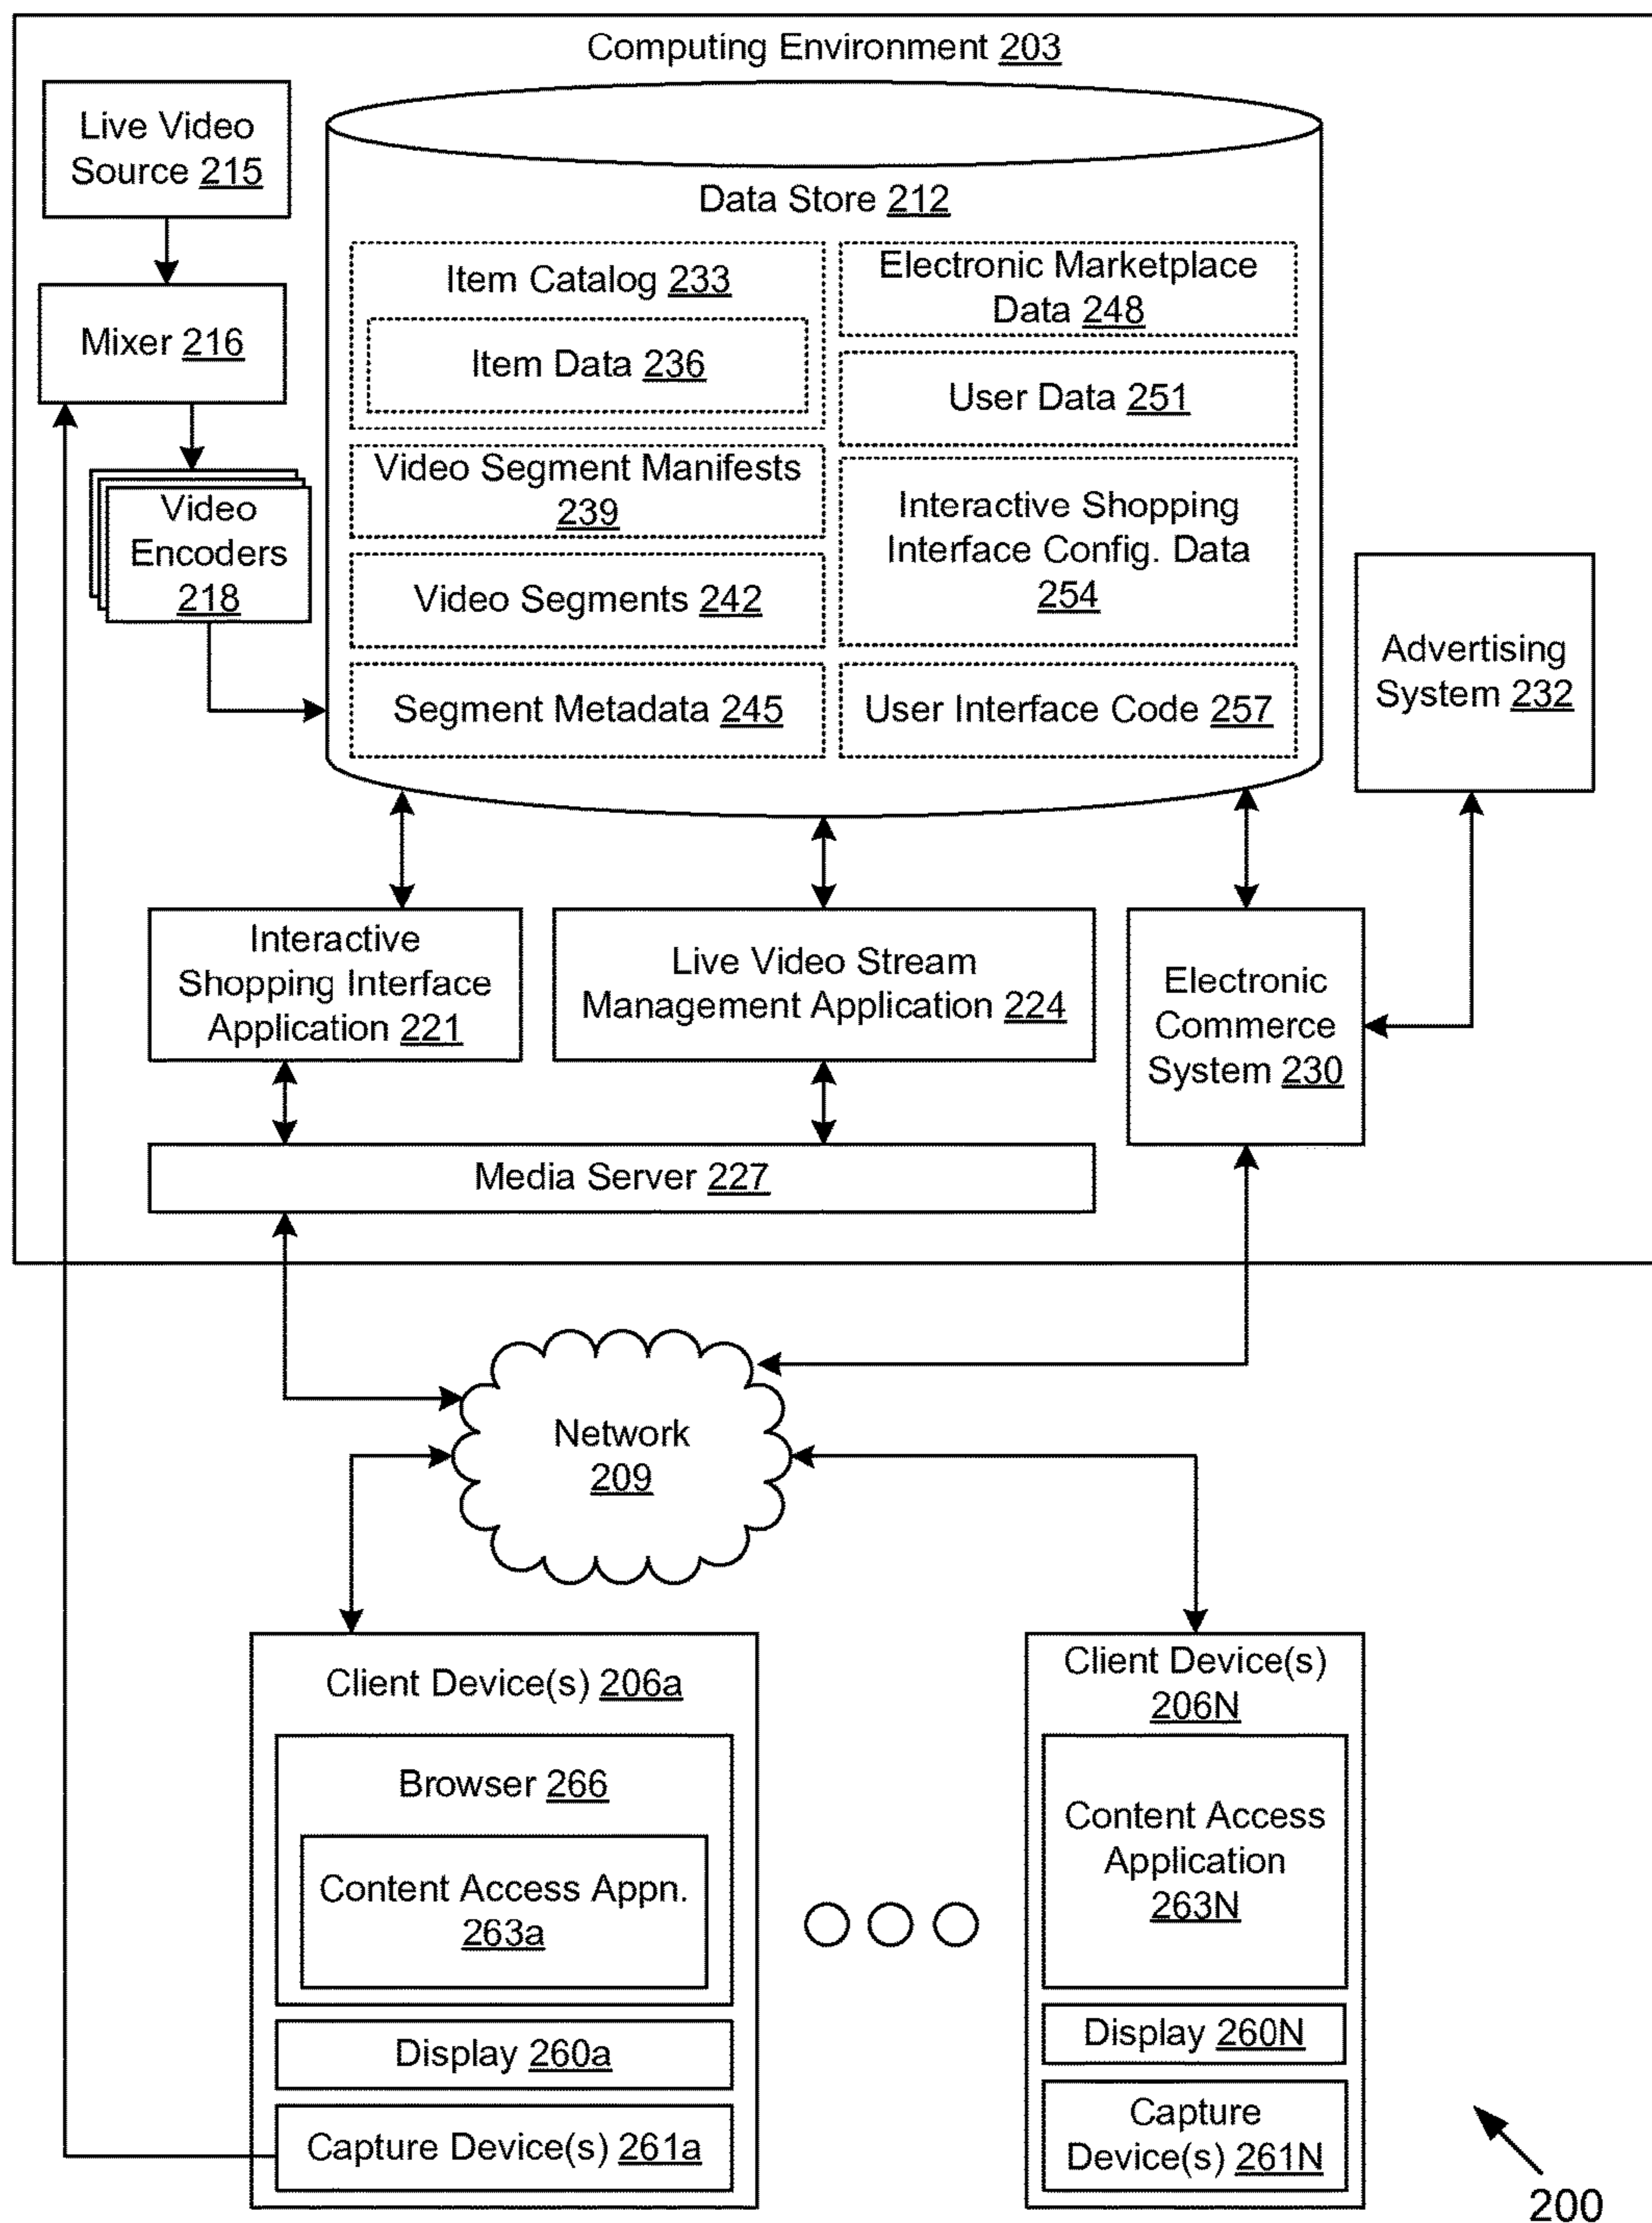 Computing Environment 203
Live Video
Source 215
Mixer 216
Video
Encoders
218
Data Store 212
Item Catalog 233
Item Data 236
Video Segment Manifests
239
Video Segments 242
Segment Metadata 245
Electronic Marketplace
Data 248
User Data 251
Interactive Shopping
Interface Config. Data
254
User Interface Code 257
Advertising
System 232
Interactive
Shopping Interface
Application 221
Live Video Stream
Management Application 224
Electronic
Commerce
System 230
Media Server 227
Network
209
Client Device(s) 206a
Browser 266
Content Access Appn.
263a
Display 260a
Capture Device(s) 261a
Client Device(s)
206N
Content Access
Application
263N
Display 260N
Capture
Device(s) 261N
200